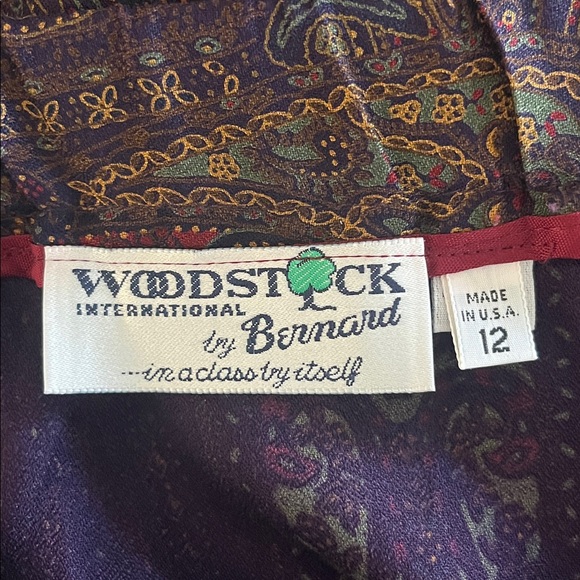 WOODSTOCK
INTERNATIONAL
by Bernard
...in a class by itself
MADE
IN U.S.A.
12